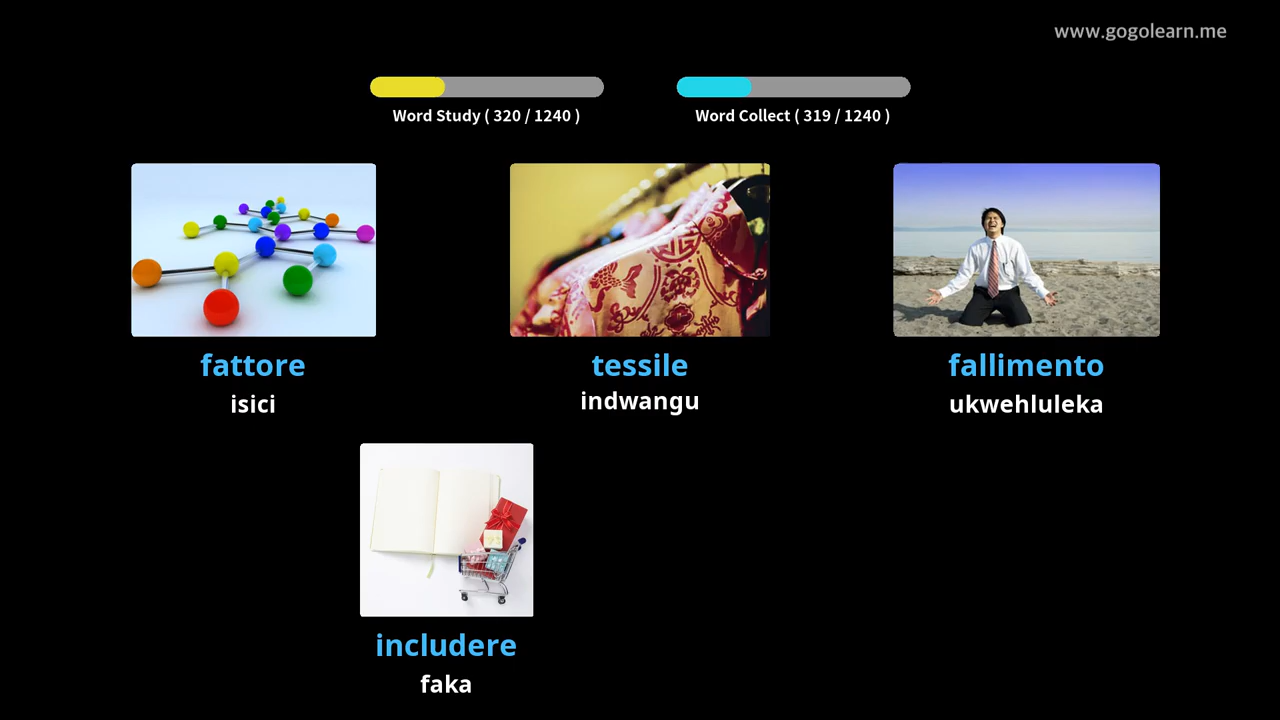 www.gogolearn.me
Word Study ( 320 / 1240 )
Word Collect ( 319 / 1240 )
fattore
isici
tessile
indwangu
fallimento
ukwehluleka
includere
faka